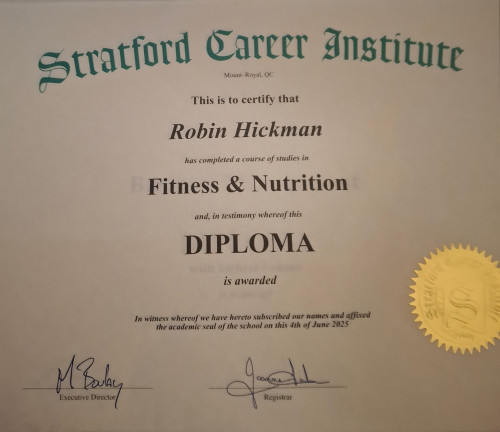 Stratford Career Institute
Mount-Royal, QC
This is to certify that
Robin Hickman
has completed a course of studies in
Fitness & Nutrition
and, in testimony whereof this
DIPLOMA
is awarded
In witness whereof we have hereto subscribed our names and affixed
the academic seal of the school on this 4th of June 2025
Executive Director
Registrar